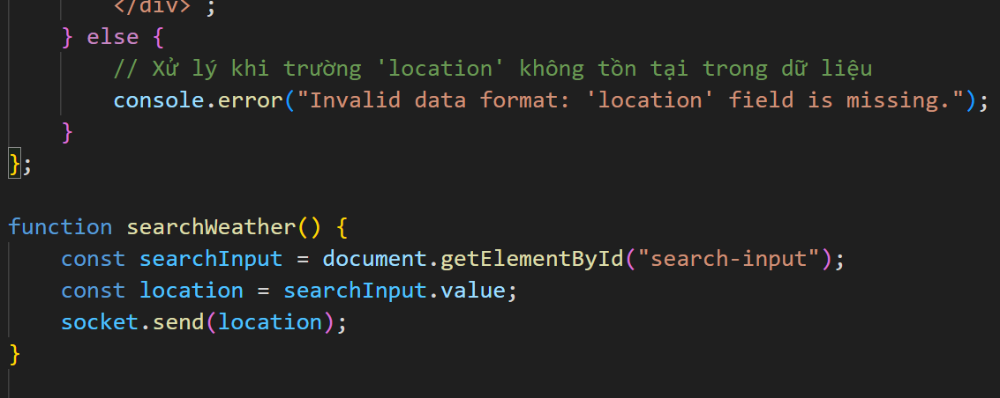 </div>`;
} else {
// Xử lý khi trường 'location' không tồn tại trong dữ liệu
console.error("Invalid data format: 'location' field is missing.");
}
};
function searchWeather() {
const searchInput = document.getElementById("search-input");
const location = searchInput.value;
socket.send(location);
}